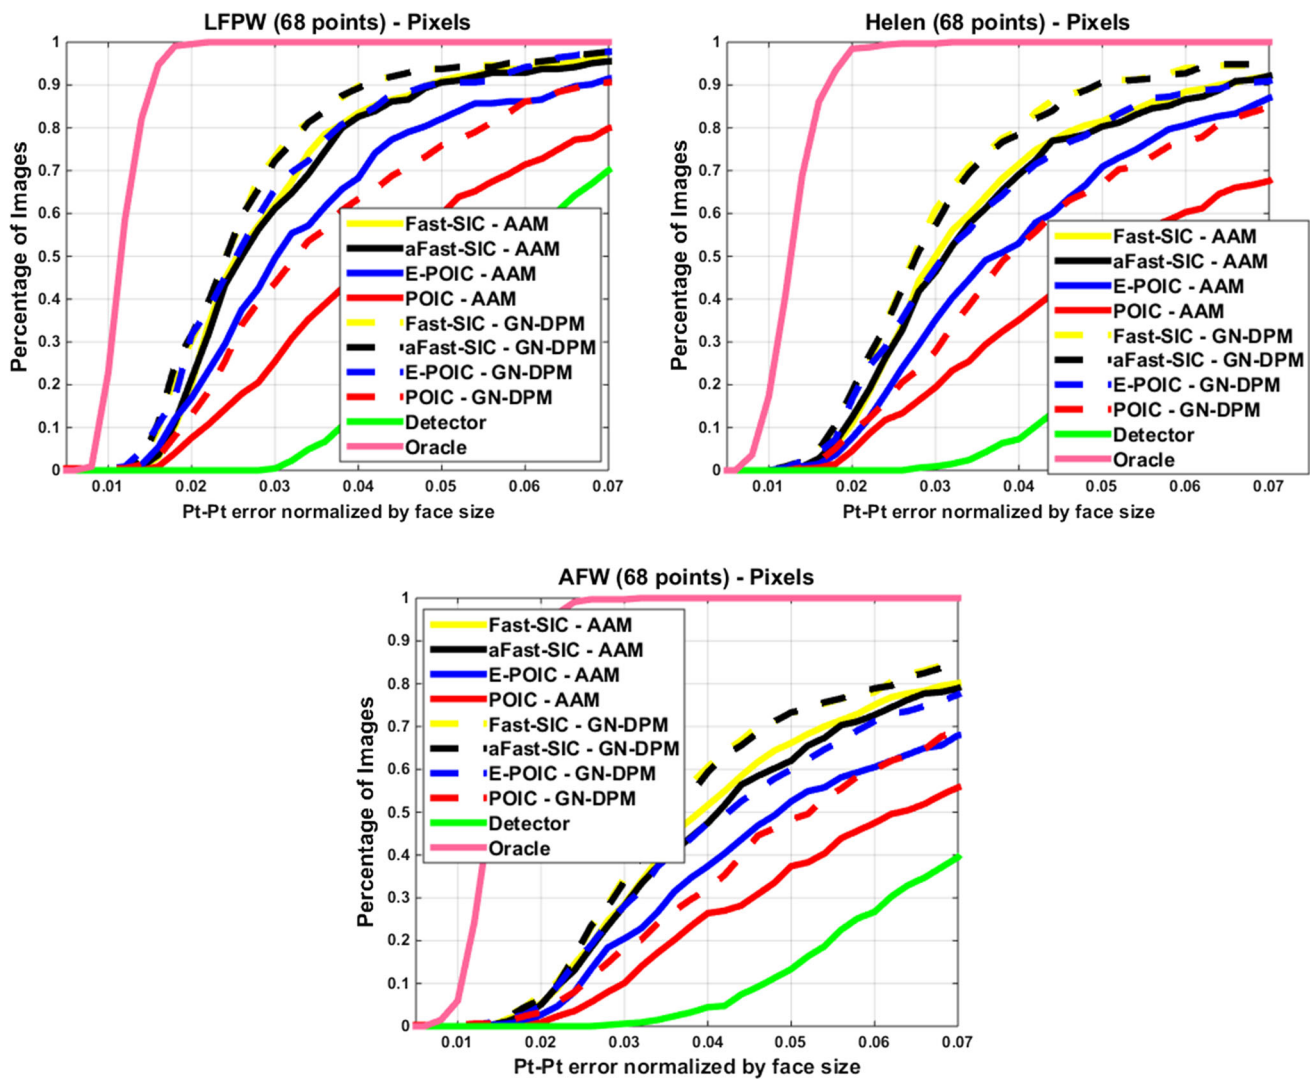 LFPW (68 points) - Pixels
Percentage of Images
1
0.9
0.8
0.7
0.6
0.5
0.4
0.3
0.2
0.1
0
Fast-SIC - AAM
aFast-SIC - AAM
E-POIC - AAM
POIC - AAM
Fast-SIC - GN-DPM
aFast-SIC - GN-DPM
E-POIC - GN-DPM
POIC - GN-DPM
Detector
Oracle
0.01 0.02 0.03 0.04 0.05 0.06 0.07
Pt-Pt error normalized by face size
Helen (68 points) - Pixels
Percentage of Images
1
0.9
0.8
0.7
0.6
0.5
0.4
0.3
0.2
0.1
0
Fast-SIC - AAM
aFast-SIC - AAM
E-POIC - AAM
POIC - AAM
Fast-SIC - GN-DPM
aFast-SIC - GN-DPM
E-POIC - GN-DPM
POIC - GN-DPM
Detector
Oracle
0.01 0.02 0.03 0.04 0.05 0.06 0.07
Pt-Pt error normalized by face size
AFW (68 points) - Pixels
Percentage of Images
1
0.9
0.8
0.7
0.6
0.5
0.4
0.3
0.2
0.1
0
Fast-SIC - AAM
aFast-SIC - AAM
E-POIC - AAM
POIC - AAM
Fast-SIC - GN-DPM
aFast-SIC - GN-DPM
E-POIC - GN-DPM
POIC - GN-DPM
Detector
Oracle
0.01 0.02 0.03 0.04 0.05 0.06 0.07
Pt-Pt error normalized by face size